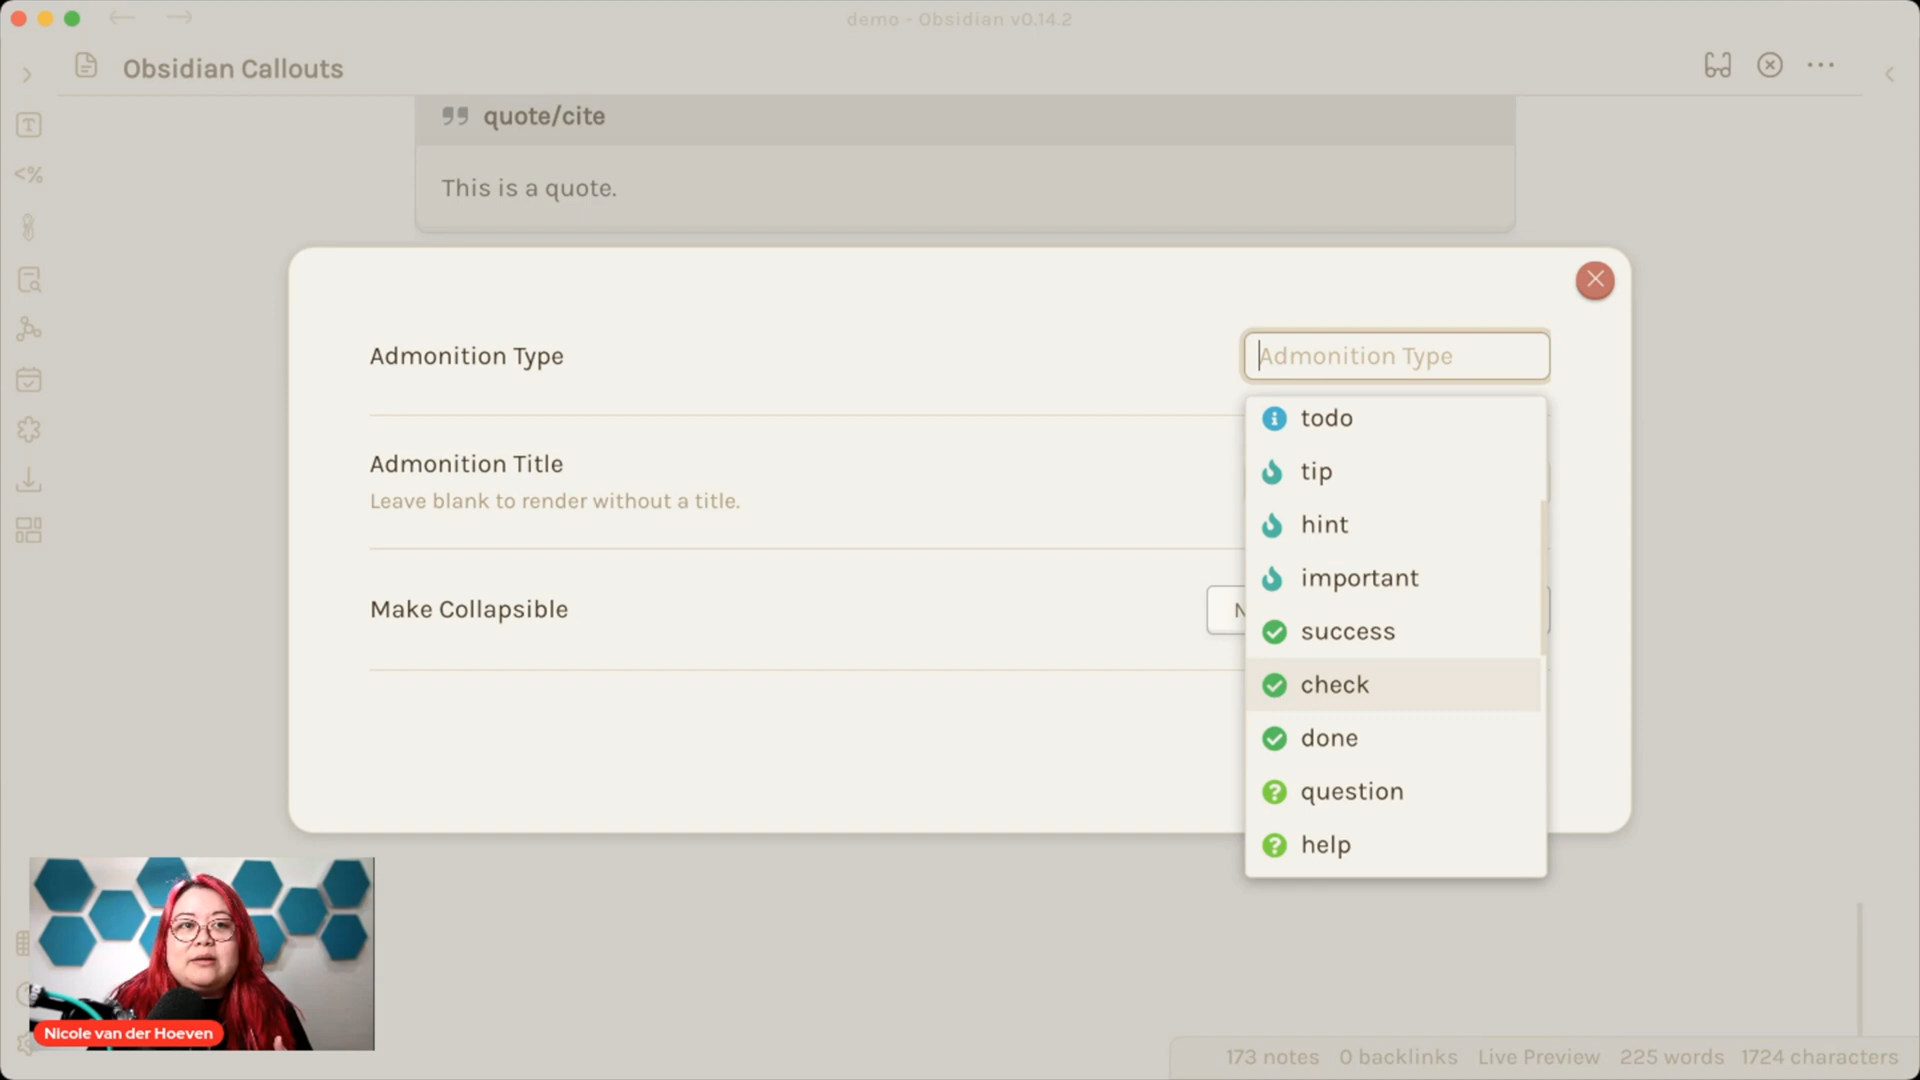 demo - Obsidian v0.14.2
Obsidian Callouts
quote/cite
This is a quote.
Admonition Type
Admonition Type
todo
Admonition Title
Leave blank to render without a title.
tip
hint
important
Make Collapsible
N
success
check
done
question
help
Nicole van der Hoeven
173 notes 0 backlinks Live Preview 225 words 1724 characters